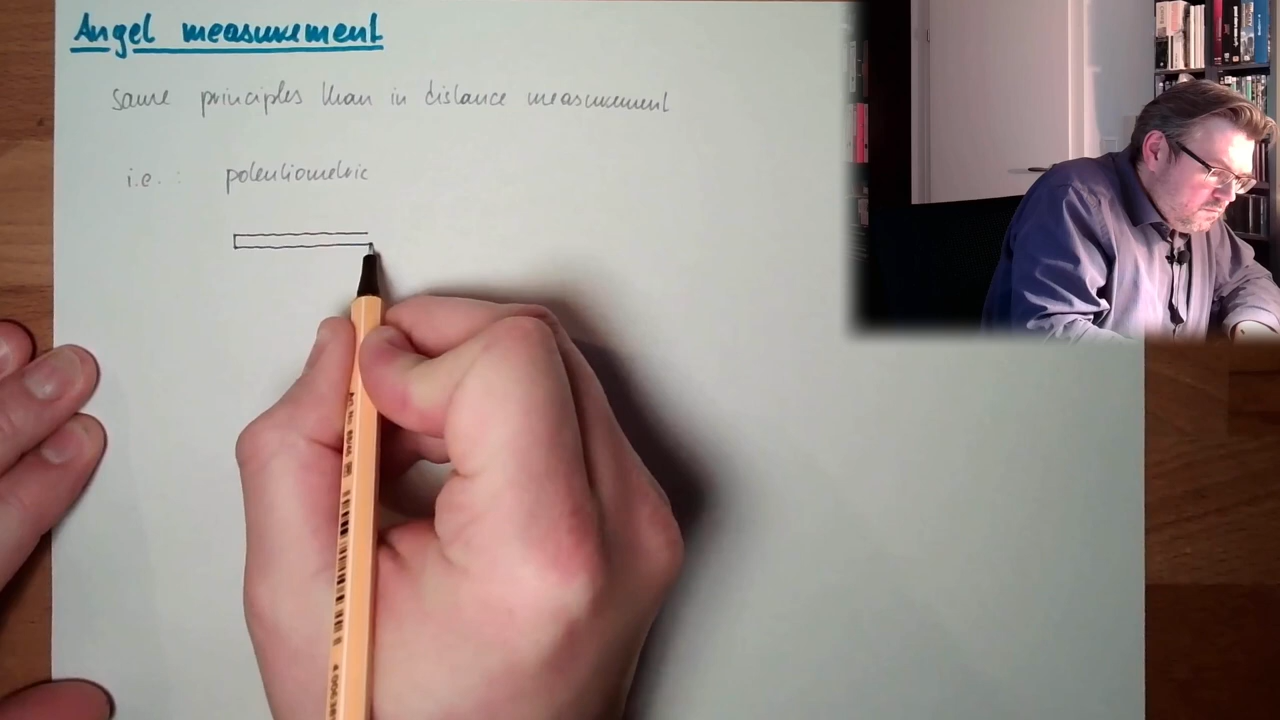 Angel measurement
same principles than in distance measurement
i.e. : potentiometric